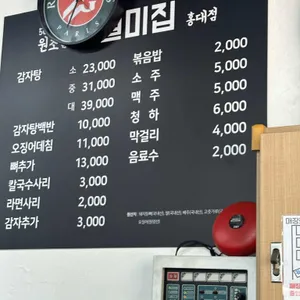 원조 할미집 홍대점
감자탕 소 23,000
중 31,000
대 39,000
감자탕백반 10,000
오징어데침 11,000
뼈추가 13,000
칼국수사리 3,000
라면사리 2,000
감자추가 3,000
볶음밥 2,000
소주 5,000
맥주 5,000
청하 6,000
막걸리 4,000
음료수 2,000